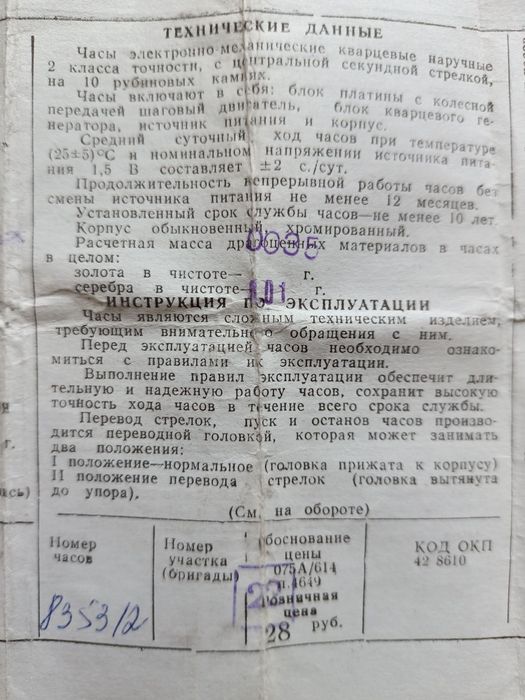 ТЕХНИЧЕСКИЕ ДАННЫЕ
Часы электронно-механические кварцевые наручные
2 класса точности, с центральной секундной стрелкой,
на 10 рубиновых камнях.
Часы включают в себя: блок платины с колесной
передачей шаговый двигатель, блок кварцевого ге-
нератора, источник питания и корпус.
Средний суточный ход часов при температуре
(25±5)°С и номинальном напряжении источника пита-
ния 1,5 В составляет ±2 с./сут.
Продолжительность непрерывной работы часов без
смены источника питания не менее 12 месяцев.
Установленный срок службы часов—не менее 10 лет.
Корпус обыкновенный, хромированный.
Расчетная масса драгоценных материалов в часах
в целом:
золота в чистоте— г.
серебра в чистоте— г.
ИНСТРУКЦИЯ ПО ЭКСПЛУАТАЦИИ
Часы являются сложным техническим изделием,
требующим внимательного обращения с ним.
Перед эксплуатацией часов необходимо ознако-
миться с правилами их эксплуатации.
Выполнение правил эксплуатации обеспечит дли-
тельную и надежную работу часов, сохранит высокую
точность хода часов в течение всего срока службы.
Перевод стрелок, пуск и останов часов произво-
дится переводной головкой, которая может занимать
два положения:
I положение—нормальное (головка прижата к корпусу)
II положение перевода стрелок (головка вытянута
до упора).
(См. на обороте)
Номер
часов
8353/2
Номер
участка
(бригады)
обоснование
цены
075А/614
п.4649
Розничная
цена
28 руб.
22
КОД ОКП
42 8610